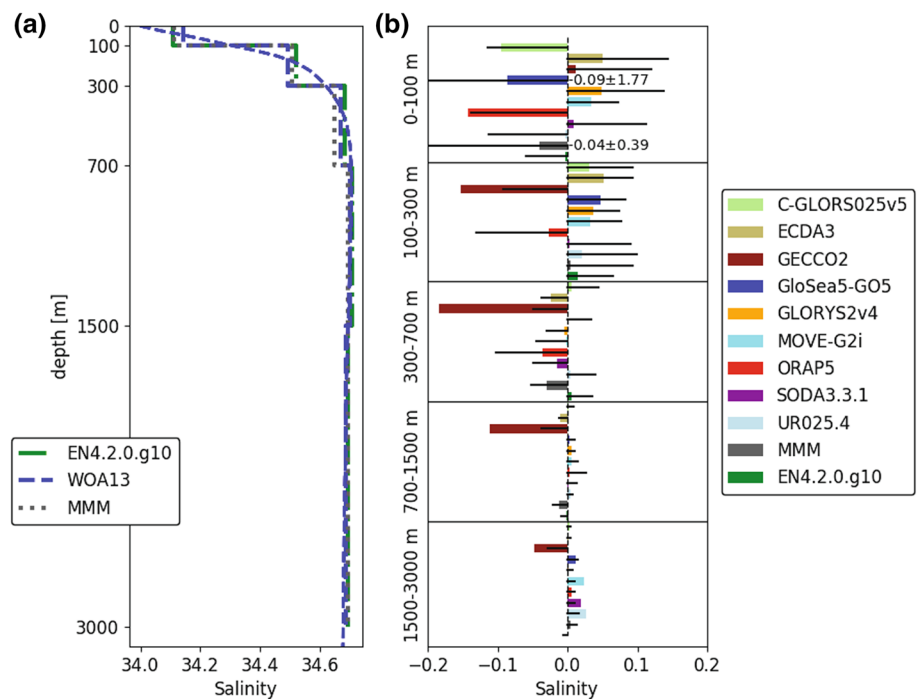 (a)
0
100
300
700
1500
3000
depth [m]
34.0 34.2 34.4 34.6
Salinity
EN4.2.0.g10
WOA13
MMM
(b)
0-100 m
100-300 m
300-700 m
700-1500 m
1500-3000 m
-0.09±1.77
-0.04±0.39
−0.2 −0.1 0.0 0.1 0.2
Salinity
C-GLORS025v5
ECDA3
GECCO2
GloSea5-GO5
GLORYS2v4
MOVE-G2i
ORAP5
SODA3.3.1
UR025.4
MMM
EN4.2.0.g10